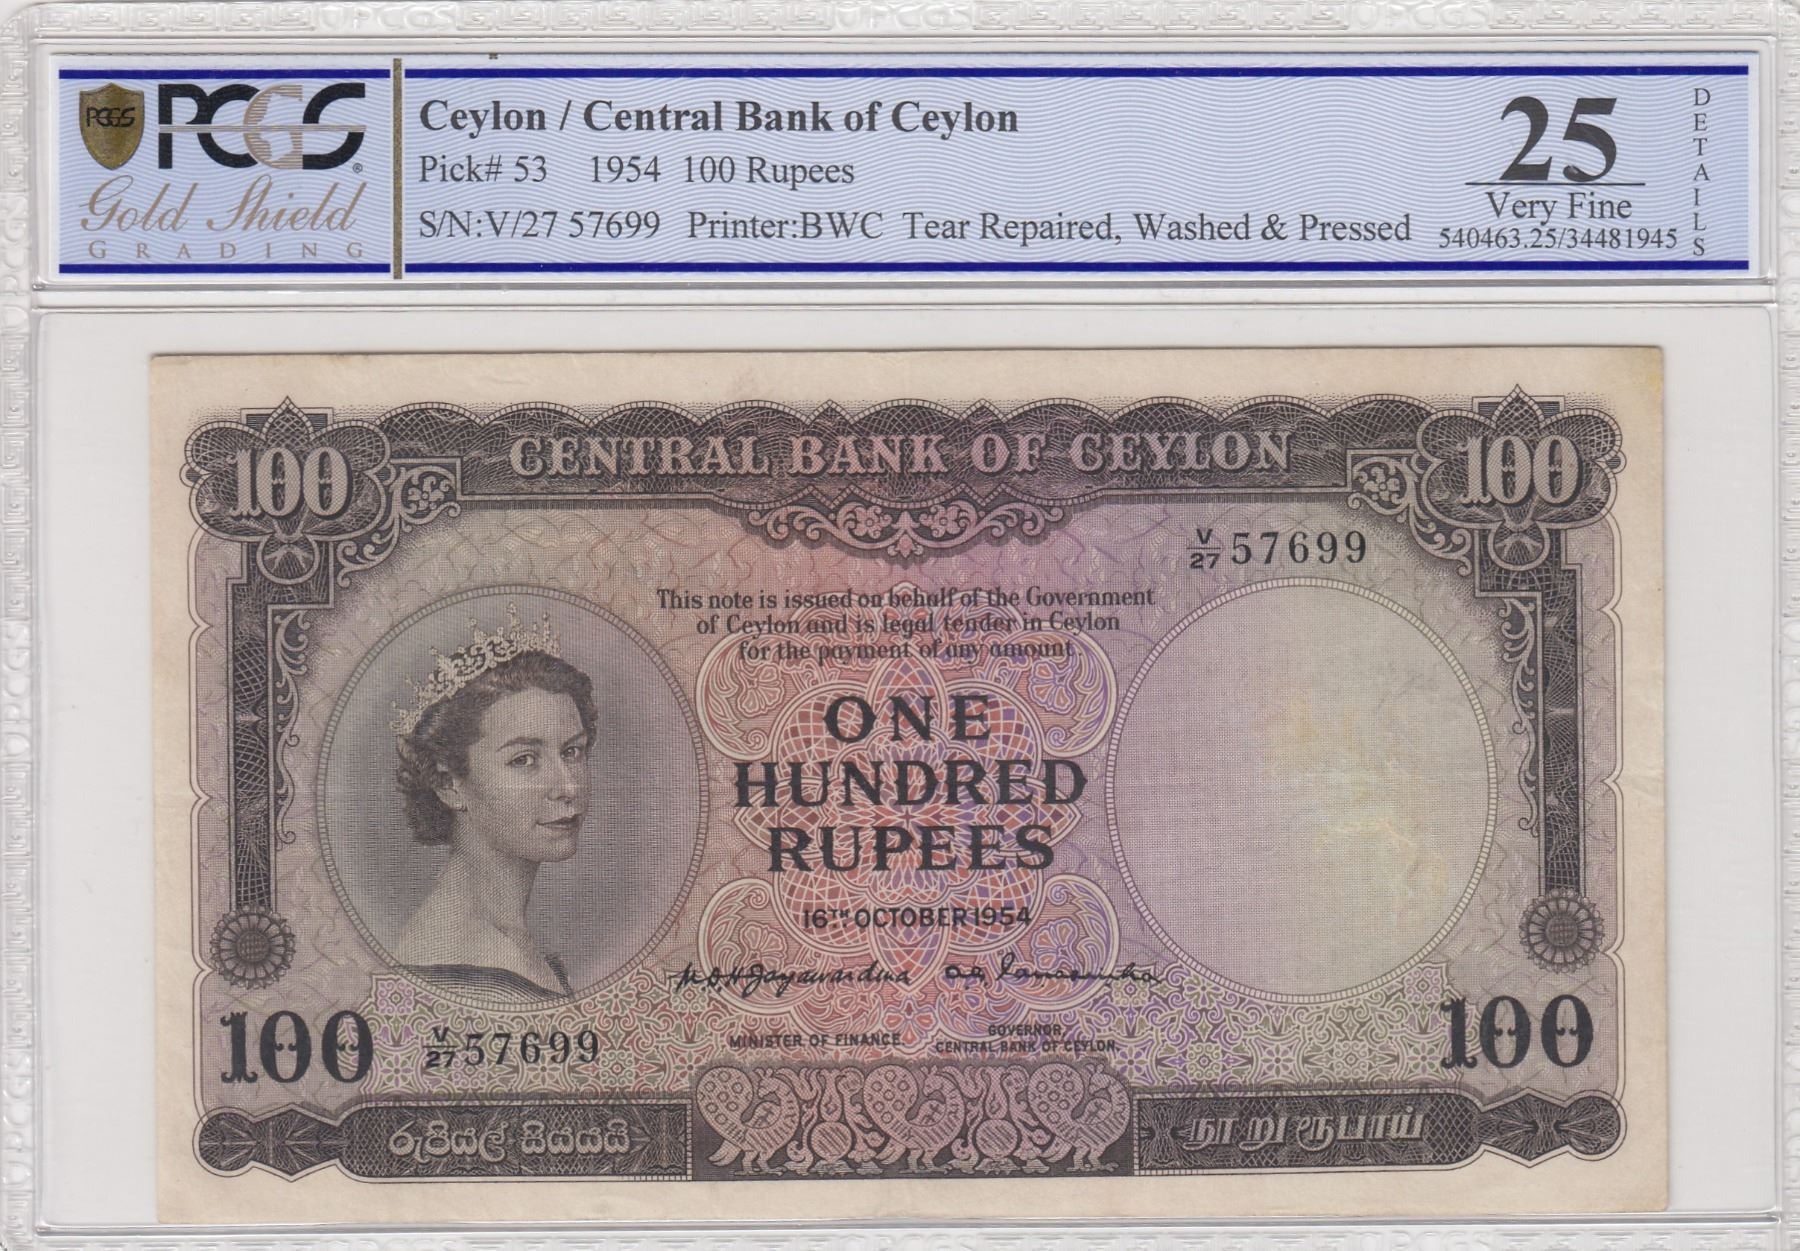 PCGS
PCGS®
Gold Shield
GRADING
Ceylon / Central Bank of Ceylon
Pick# 53 1954 100 Rupees
S/N:V/27 57699 Printer:BWC Tear Repaired, Washed & Pressed
25
Very Fine
540463.25/34481945
DETAILS
100
CENTRAL BANK OF CEYLON
100
V/27 57699
This note is issued on behalf of the Government
of Ceylon and is legal tender in Ceylon
for the payment of any amount
ONE
HUNDRED
RUPEES
16TH OCTOBER 1954
MINISTER OF FINANCE.
GOVERNOR,
CENTRAL BANK OF CEYLON.
100
V/27 57699
100
රුපියල් සියයයි
நூறு ரூபாய்